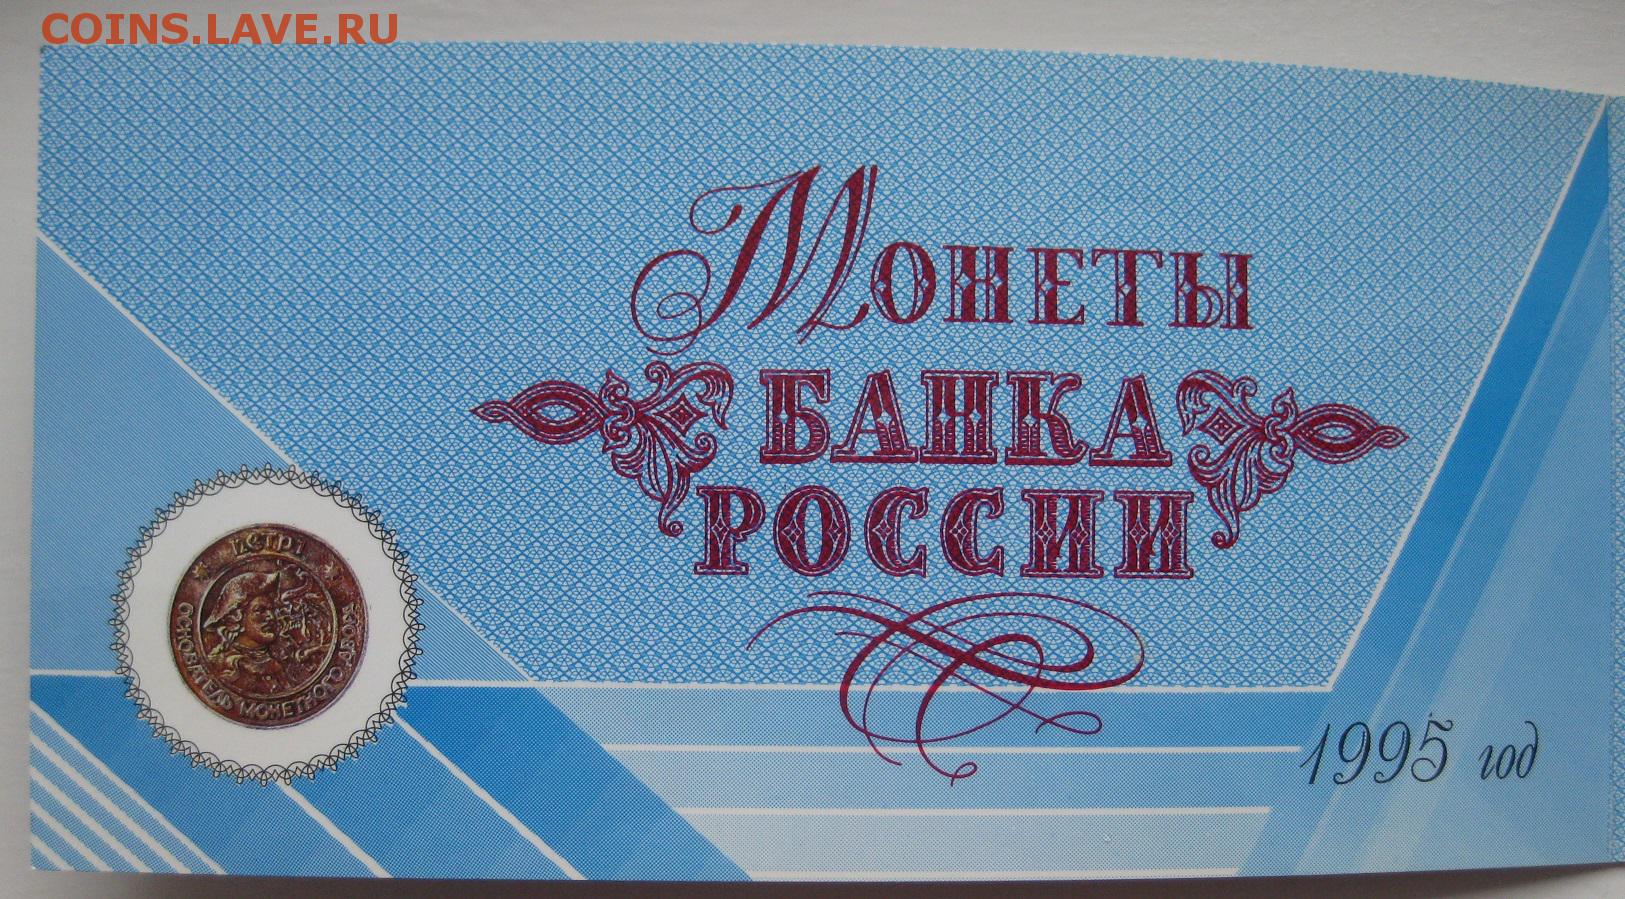 COINS.LAVE.RU
Монеты
БАНКА
РОССИИ
ПЕТР I
ОСНОВАТЕЛЬ МОНЕТНОГО ДВОРА
1995 год